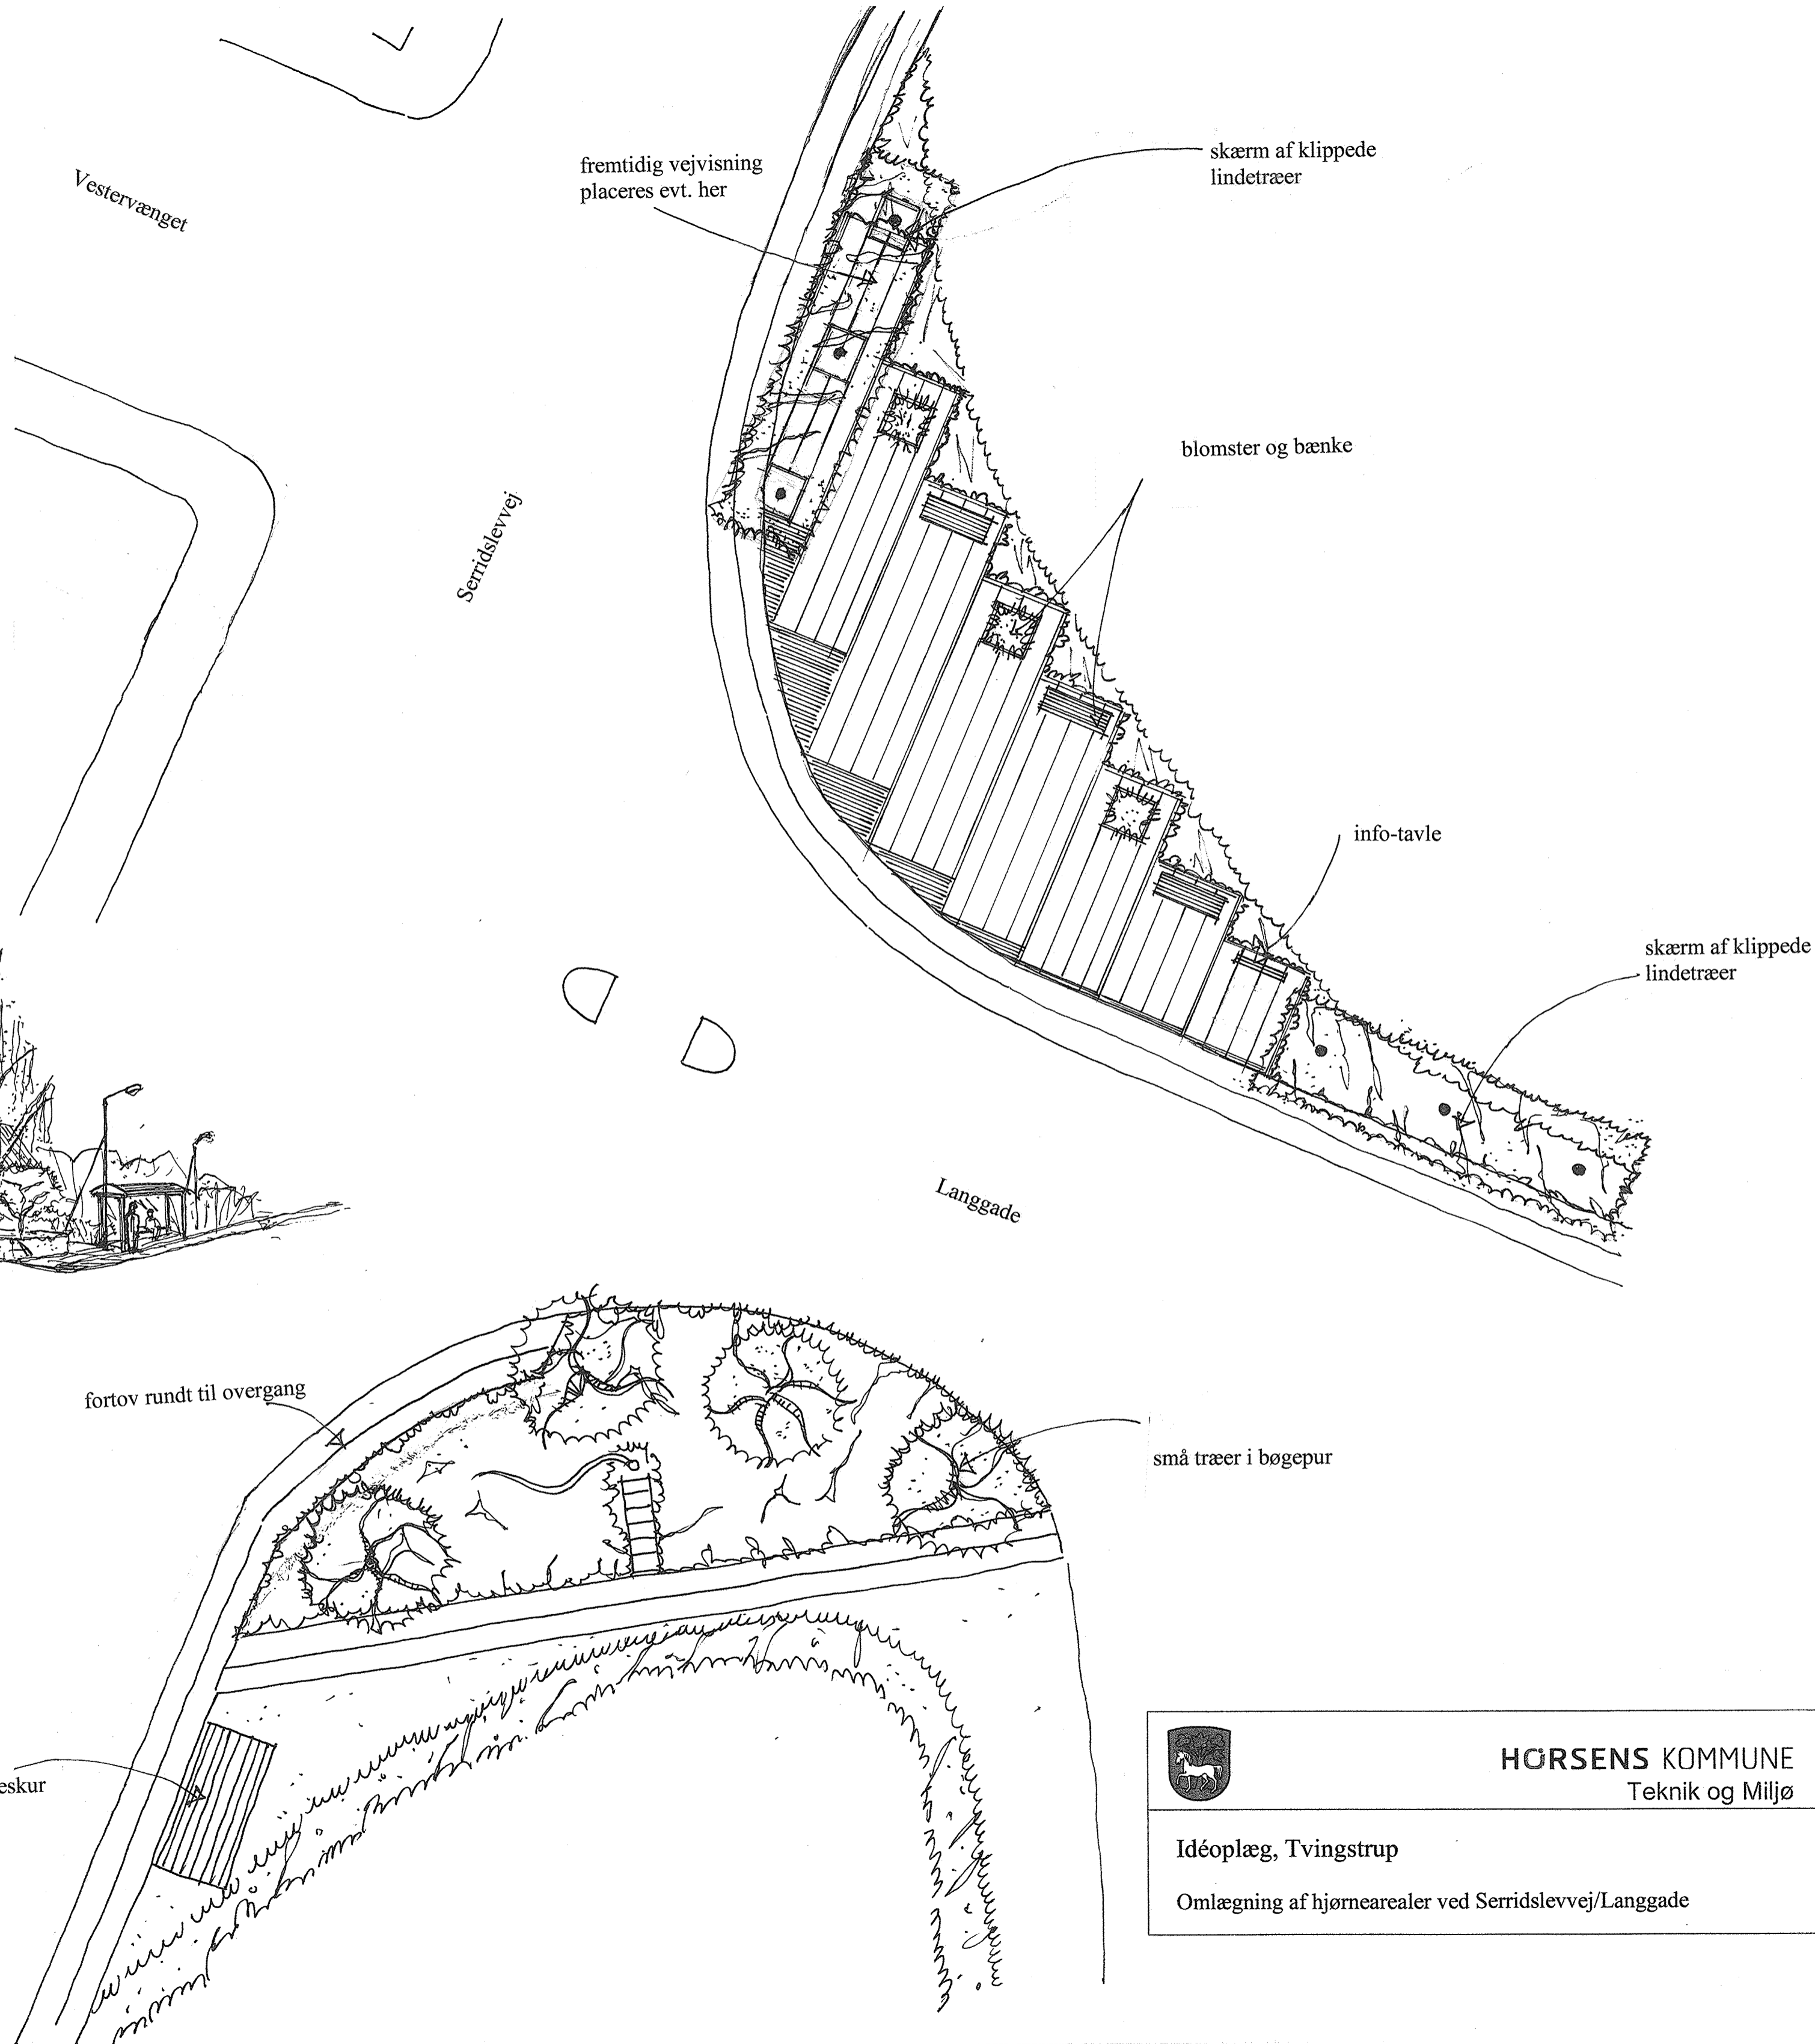 Vestervænget
fremtidig vejvisning
placeres evt. her
skærm af klippede
lindetræer
blomster og bænke
Serridslevvej
info-tavle
skærm af klippede
lindetræer
Langgade
fortov rundt til overgang
små træer i bøgepur
eskur
HORSENS KOMMUNE
Teknik og Miljø
Idéoplæg, Tvingstrup
Omlægning af hjørnearealer ved Serridslevvej/Langgade